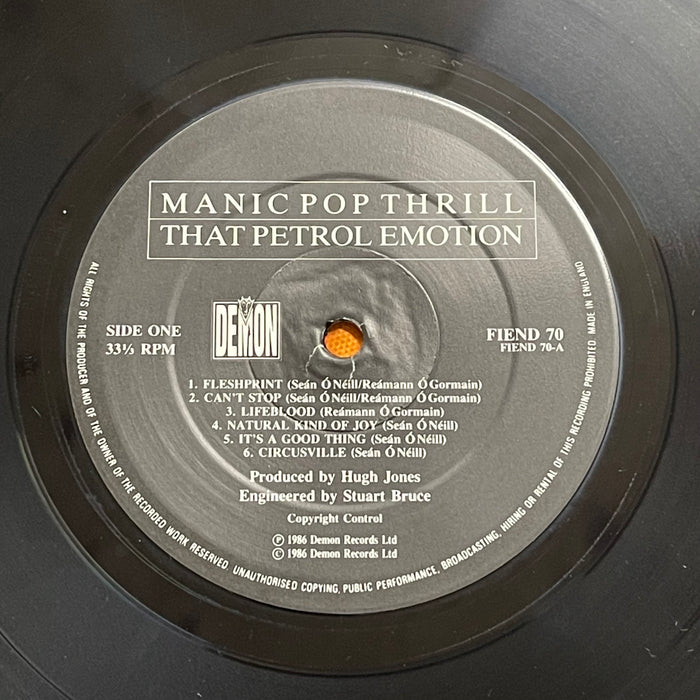 MANIC POP THRILL
THAT PETROL EMOTION
SIDE ONE
33⅓ RPM
DEMON
FIEND 70
FIEND 70-A
1. FLESHPRINT (Seán Ó Néill/Reámann Ó Gormain)
2. CAN'T STOP (Seán Ó Néill/Reámann Ó Gormain)
3. LIFEBLOOD (Reámann Ó Gormain)
4. NATURAL KIND OF JOY (Seán Ó Néill)
5. IT'S A GOOD THING (Seán Ó Néill)
6. CIRCUSVILLE (Seán Ó Néill)
Produced by Hugh Jones
Engineered by Stuart Bruce
Copyright Control
Ⓟ 1986 Demon Records Ltd
© 1986 Demon Records Ltd
ALL RIGHTS OF THE PRODUCER AND OF THE OWNER OF THE RECORDED WORK RESERVED. UNAUTHORISED COPYING, PUBLIC PERFORMANCE, BROADCASTING, HIRING OR RENTAL OF THIS RECORDING PROHIBITED. MADE IN ENGLAND